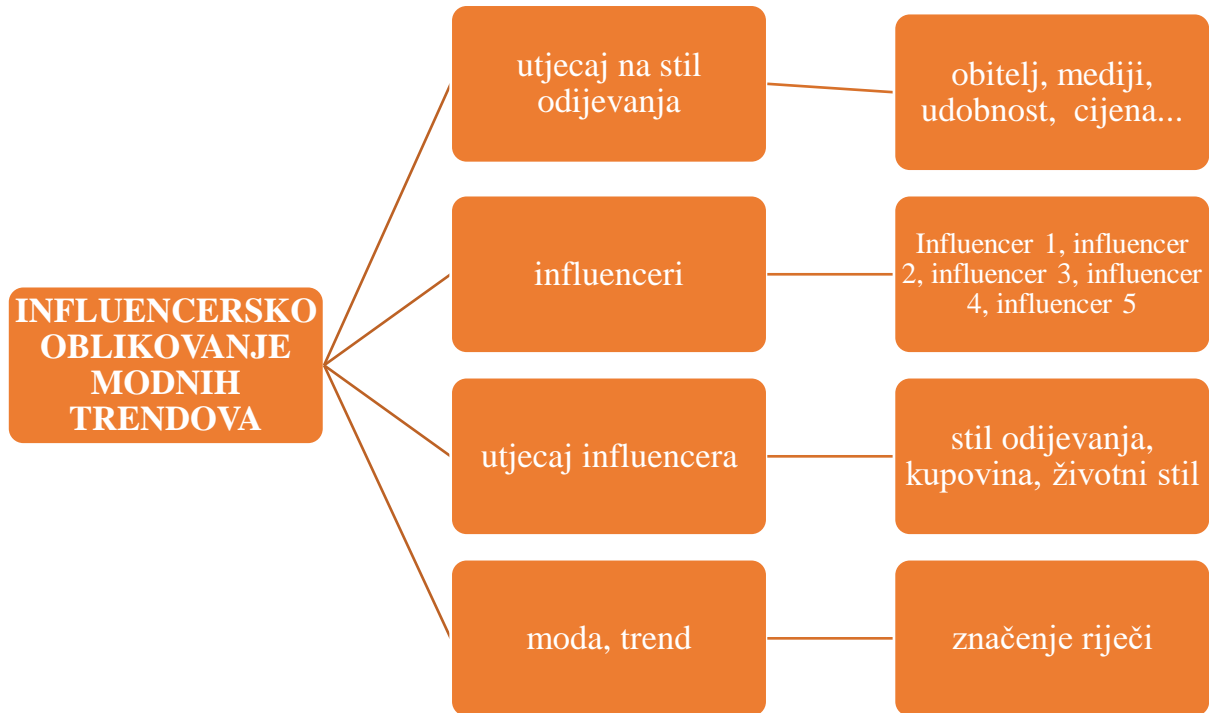 utjecaj na stil
odijevanja
obitelj, mediji,
udobnost, cijena...
influenceri
Influencer 1, influencer
2, influencer 3, influencer
4, influencer 5
INFLUENCERSKO
OBLIKOVANJE
MODNIH
TRENDOVA
utjecaj influencera
stil odijevanja,
kupovina, životni stil
moda, trend
značenje riječi